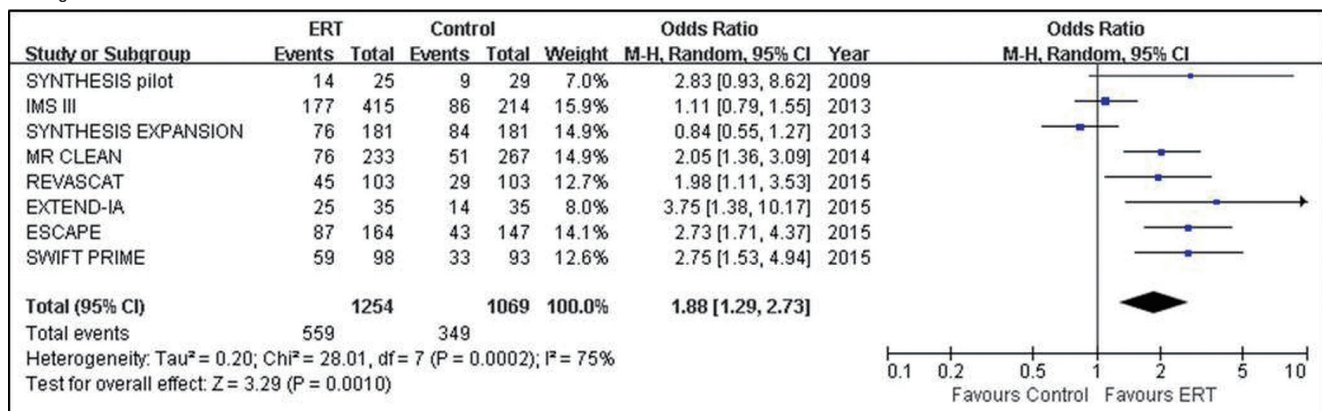 ERT Control Odds Ratio Odds Ratio
Study or Subgroup Events Total Events Total Weight M-H, Random, 95% CI Year M-H, Random, 95% CI
SYNTHESIS pilot 14 25 9 29 7.0% 2.83 [0.93, 8.62] 2009
IMS III 177 415 86 214 15.9% 1.11 [0.79, 1.55] 2013
SYNTHESIS EXPANSION 76 181 84 181 14.9% 0.84 [0.55, 1.27] 2013
MR CLEAN 76 233 51 267 14.9% 2.05 [1.36, 3.09] 2014
REVASCAT 45 103 29 103 12.7% 1.98 [1.11, 3.53] 2015
EXTEND-IA 25 35 14 35 8.0% 3.75 [1.38, 10.17] 2015
ESCAPE 87 164 43 147 14.1% 2.73 [1.71, 4.37] 2015
SWIFT PRIME 59 98 33 93 12.6% 2.75 [1.53, 4.94] 2015
Total (95% CI) 1254 1069 100.0% 1.88 [1.29, 2.73]
Total events 559 349
Heterogeneity: Tau² = 0.20; Chi² = 28.01, df = 7 (P = 0.0002); I² = 75%
Test for overall effect: Z = 3.29 (P = 0.0010)
0.1 0.2 0.5 1 2 5 10
Favours Control Favours ERT